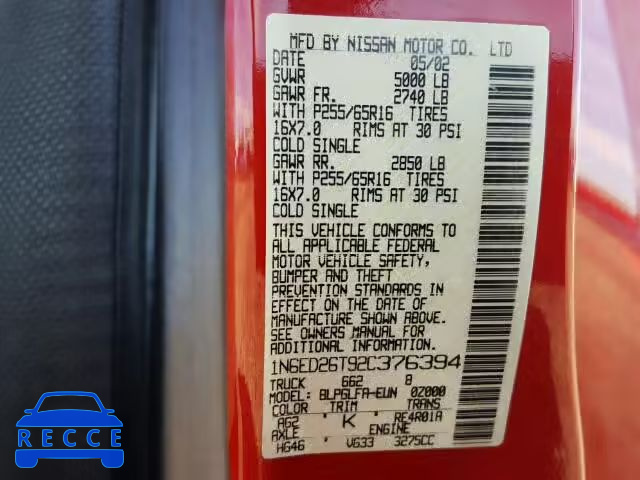 MFD BY NISSAN MOTOR CO. LTD
DATE 05/02
GVWR 5000 LB
GAWR FR. 2740 LB
WITH P255/65R16 TIRES
16X7.0 RIMS AT 30 PSI
COLD SINGLE
GAWR RR. 2850 LB
WITH P255/65R16 TIRES
16X7.0 RIMS AT 30 PSI
COLD SINGLE
THIS VEHICLE CONFORMS TO
ALL APPLICABLE FEDERAL
MOTOR VEHICLE SAFETY,
BUMPER AND THEFT
PREVENTION STANDARDS IN
EFFECT ON THE DATE OF
MANUFACTURE SHOWN ABOVE.
SEE OWNERS MANUAL FOR
ADDITIONAL INFORMATION.
1N6ED26T92C376394
TRUCK 662 8
MODEL: BLPGLFA-EUN 0Z000
COLOR TRIM TRANS
AG2 K RE4R01A
AXLE ENGINE
HG46 VG33 3275CC
RECCE